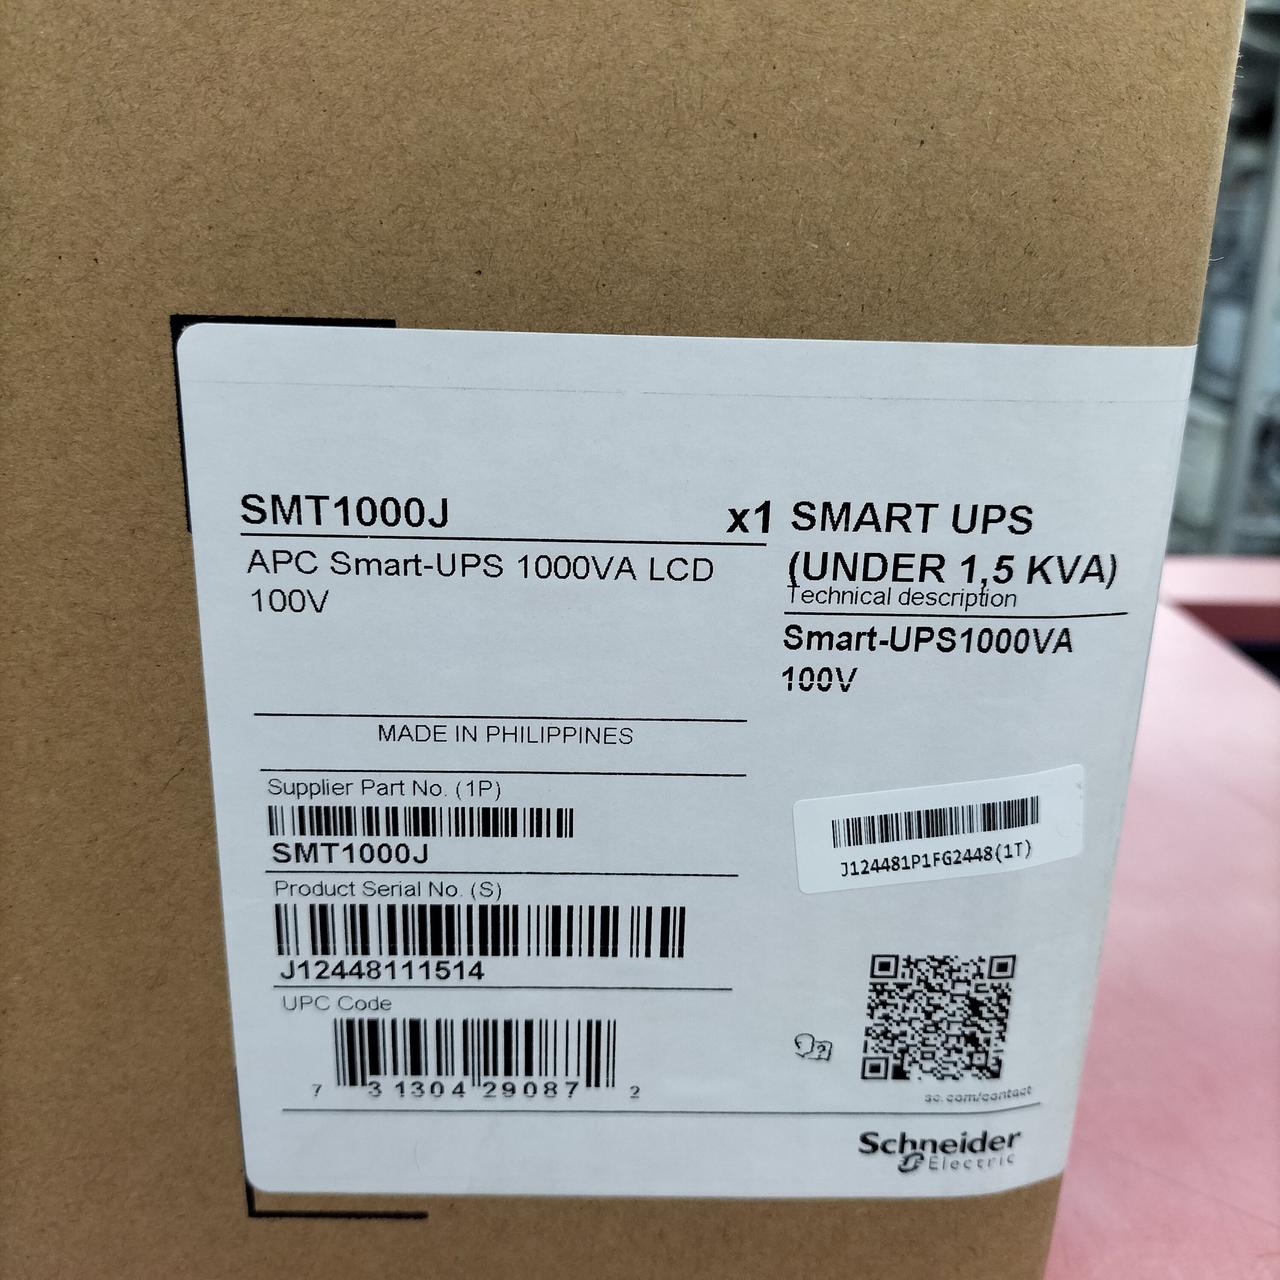 SMT1000J x1
APC Smart-UPS 1000VA LCD
100V
MADE IN PHILIPPINES
Supplier Part No. (1P)
SMT1000J
Product Serial No. (S)
J12448111514
UPC Code
7 31304 29087 2
SMART UPS
(UNDER 1,5 KVA)
Technical description
Smart-UPS1000VA
100V
J124481P1FG2448(1T)
se.com/contact
Schneider
Electric